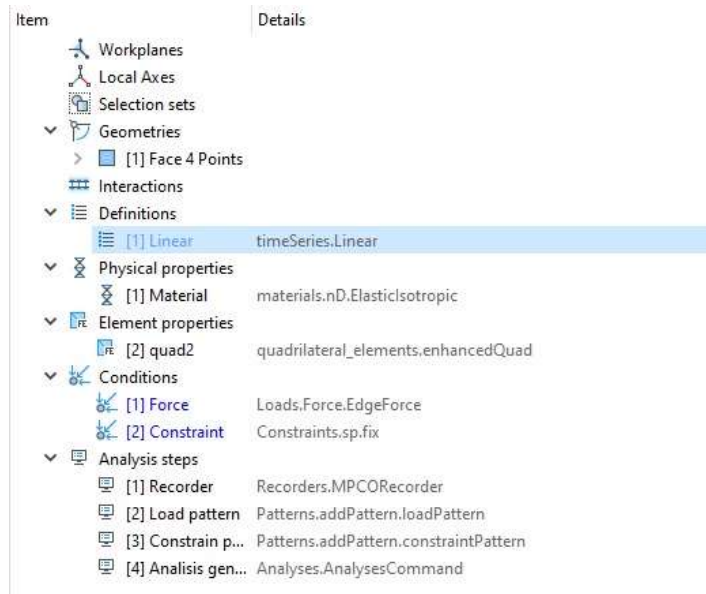 Item Details
Workplanes
Local Axes
Selection sets
Geometries
[1] Face 4 Points
Interactions
Definitions
[1] Linear timeSeries.Linear
Physical properties
[1] Material materials.nD.ElasticIsotropic
Element properties
[2] quad2 quadrilateral_elements.enhancedQuad
Conditions
[1] Force Loads.Force.EdgeForce
[2] Constraint Constraints.sp.fix
Analysis steps
[1] Recorder Recorders.MPCORecorder
[2] Load pattern Patterns.addPattern.loadPattern
[3] Constrain p... Patterns.addPattern.constraintPattern
[4] Analisis gen... Analyses.AnalysesCommand